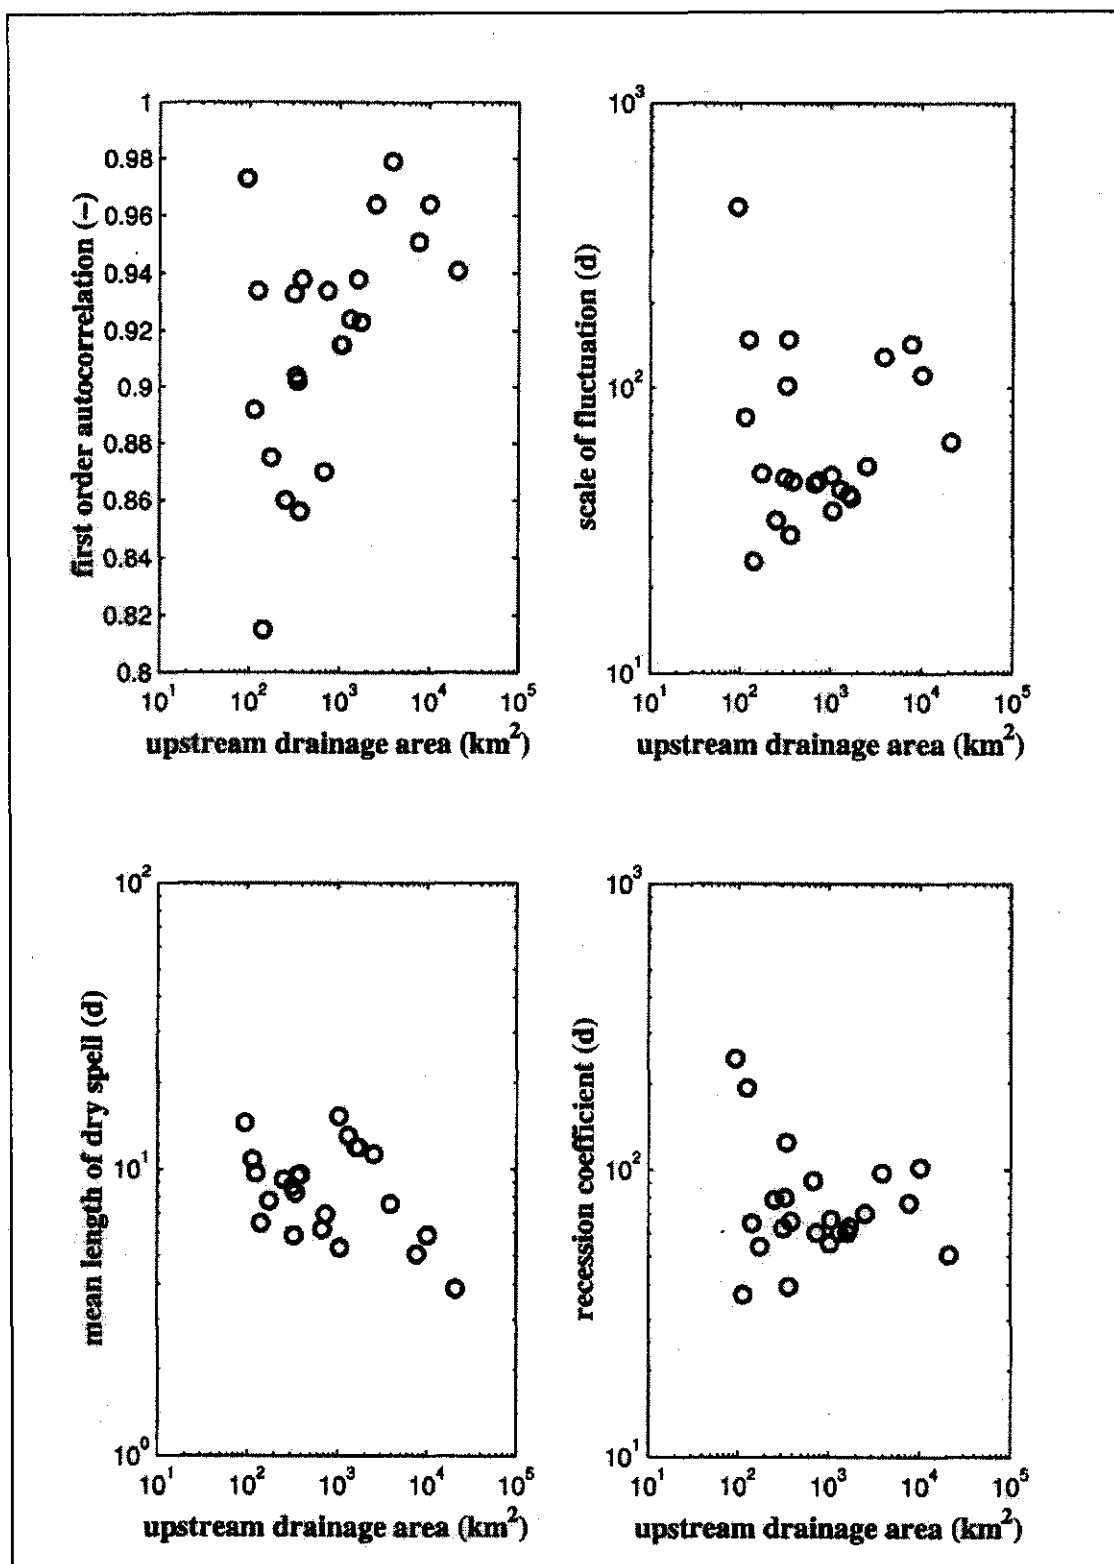 first order autocorrelation (−)
1
0.98
0.96
0.94
0.92
0.9
0.88
0.86
0.84
0.82
0.8
10^1 10^2 10^3 10^4 10^5
upstream drainage area (km^2)
scale of fluctuation (d)
10^3
10^2
10^1
10^1 10^2 10^3 10^4 10^5
upstream drainage area (km^2)
mean length of dry spell (d)
10^2
10^1
10^0
10^1 10^2 10^3 10^4 10^5
upstream drainage area (km^2)
recession coefficient (d)
10^3
10^2
10^1
10^1 10^2 10^3 10^4 10^5
upstream drainage area (km^2)